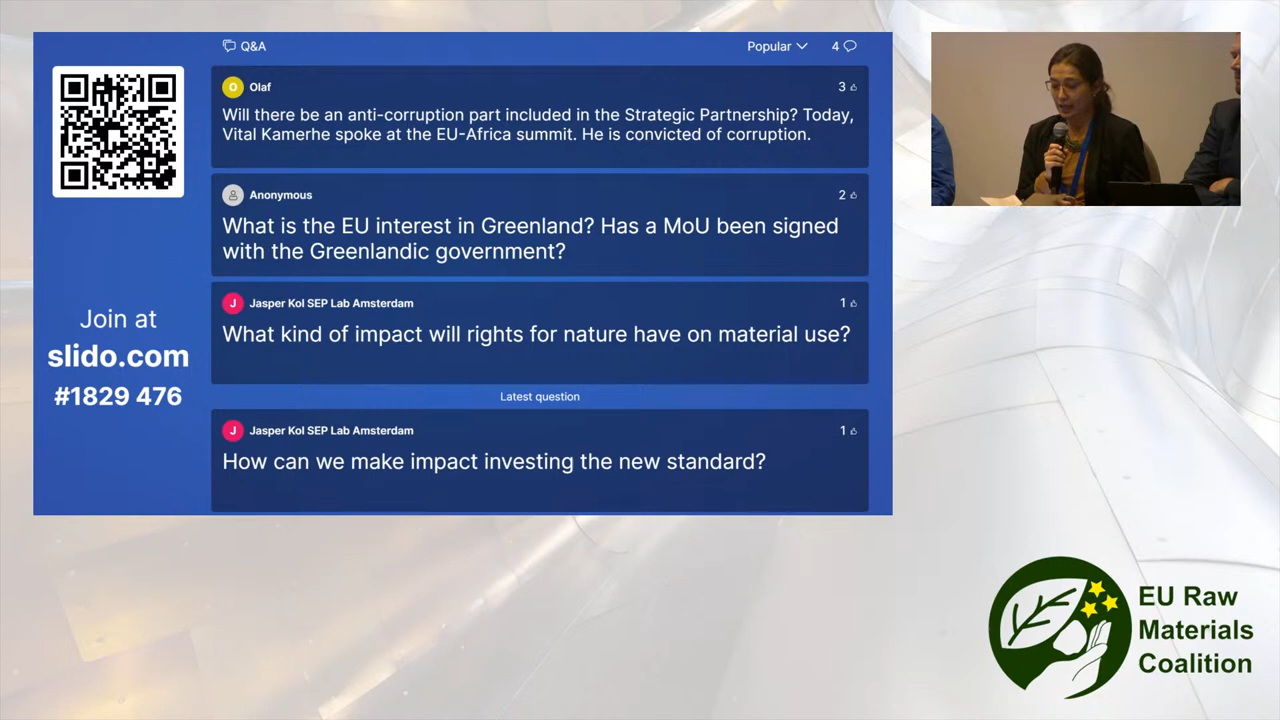 Q&A
Popular
4
O
Olaf
3
Will there be an anti-corruption part included in the Strategic Partnership? Today,
Vital Kamerhe spoke at the EU-Africa summit. He is convicted of corruption.
Anonymous
2
What is the EU interest in Greenland? Has a MoU been signed
with the Greenlandic government?
J
Jasper Kol SEP Lab Amsterdam
1
What kind of impact will rights for nature have on material use?
Latest question
J
Jasper Kol SEP Lab Amsterdam
1
How can we make impact investing the new standard?
Join at
slido.com
#1829 476
EU Raw
Materials
Coalition